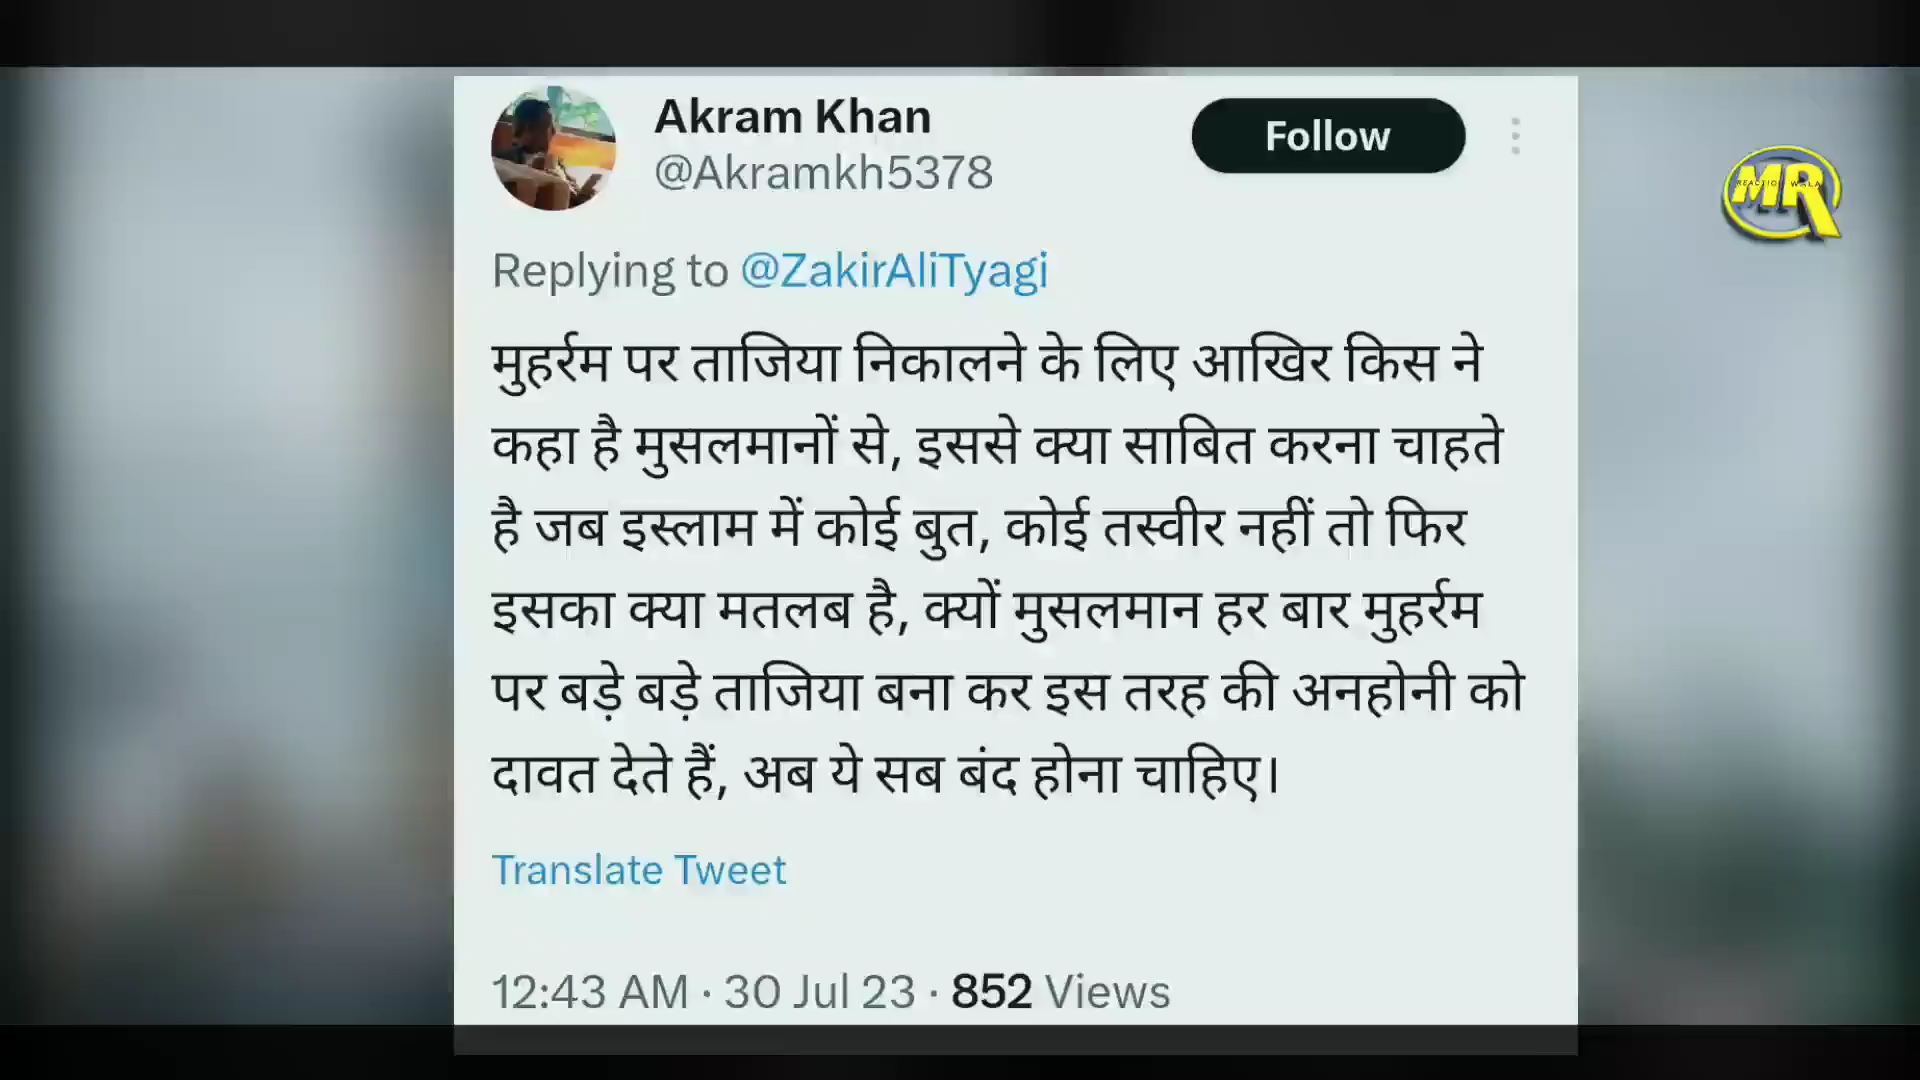 Akram Khan
@Akramkh5378
Follow
Replying to @ZakirAliTyagi
मुहर्रम पर ताजिया निकालने के लिए आखिर किस ने
कहा है मुसलमानों से, इससे क्या साबित करना चाहते
है जब इस्लाम में कोई बुत, कोई तस्वीर नहीं तो फिर
इसका क्या मतलब है, क्यों मुसलमान हर बार मुहर्रम
पर बड़े बड़े ताजिया बना कर इस तरह की अनहोनी को
दावत देते हैं, अब ये सब बंद होना चाहिए।
Translate Tweet
12:43 AM · 30 Jul 23 · 852 Views
MR
REACTION WALA